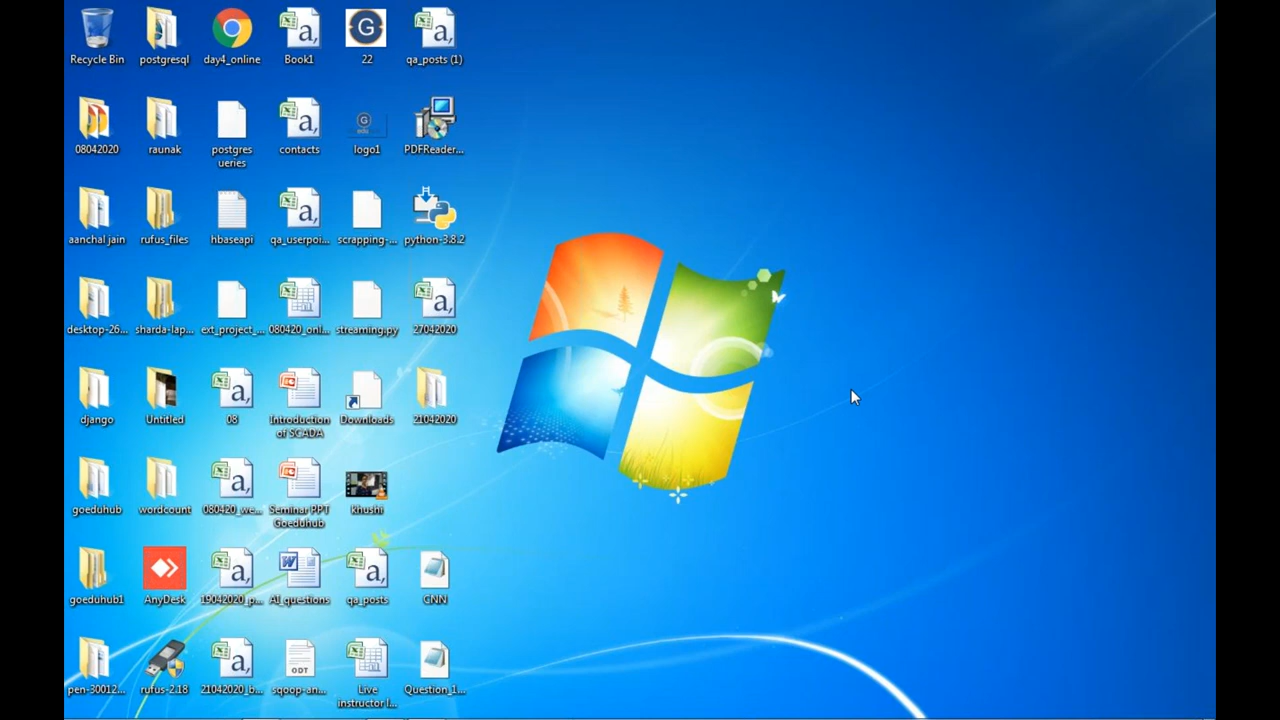 Recycle Bin
postgresql
day4_online
Book1
22
qa_posts (1)
08042020
raunak
postgres
ueries
contacts
logo1
PDFReader...
aanchal jain
rufus_files
hbaseapi
qa_userpoi...
scrapping-...
python-3.8.2
desktop-26...
sharda-lap...
ext_project_...
080420_onl...
streaming.py
27042020
django
Untitled
08
Introduction
of SCADA
Downloads
21042020
goeduhub
wordcount
080420_we...
Seminar PPT
Goeduhub
khushi
goeduhub1
AnyDesk
19042020_p...
AI_questions
qa_posts
CNN
pen-30012...
rufus-2.18
21042020_b...
sqoop-an...
Live
instructor l...
Question_1...